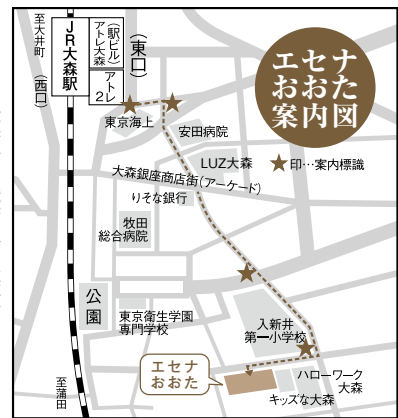 至大井町
(西口)
JR大森駅
(駅ビル)
アトレ大森
アトレ2
(東口)
エセナ
おおた
案内図
東京海上
安田病院
LUZ大森
★印…案内標識
大森銀座商店街(アーケード)
りそな銀行
牧田
総合病院
公園
東京衛生学園
専門学校
入新井
第一小学校
エセナ
おおた
ハローワーク
大森
キッズな大森
至蒲田